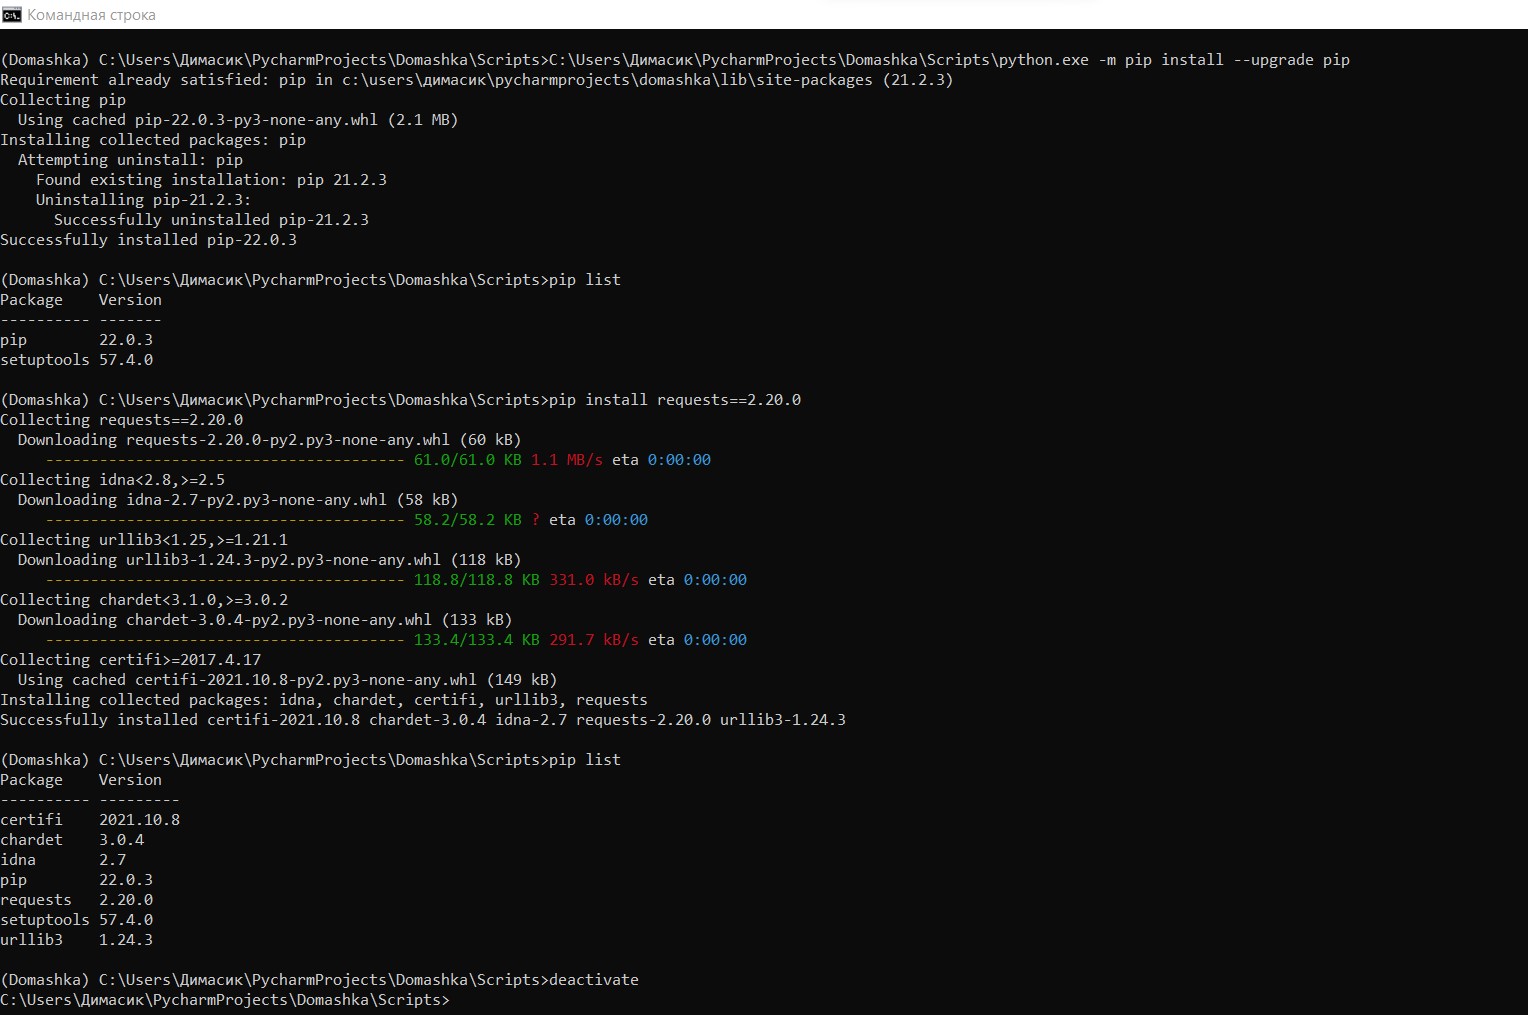 Командная строка
(Domashka) C:\Users\Димасик\PycharmProjects\Domashka\Scripts>C:\Users\Димасик\PycharmProjects\Domashka\Scripts\python.exe -m pip install --upgrade pip
Requirement already satisfied: pip in c:\users\димасик\pycharmprojects\domashka\lib\site-packages (21.2.3)
Collecting pip
  Using cached pip-22.0.3-py3-none-any.whl (2.1 MB)
Installing collected packages: pip
  Attempting uninstall: pip
    Found existing installation: pip 21.2.3
    Uninstalling pip-21.2.3:
      Successfully uninstalled pip-21.2.3
Successfully installed pip-22.0.3
(Domashka) C:\Users\Димасик\PycharmProjects\Domashka\Scripts>pip list
Package    Version
---------- -------
pip        22.0.3
setuptools 57.4.0
(Domashka) C:\Users\Димасик\PycharmProjects\Domashka\Scripts>pip install requests==2.20.0
Collecting requests==2.20.0
  Downloading requests-2.20.0-py2.py3-none-any.whl (60 kB)
     ---------------------------------------- 61.0/61.0 KB 1.1 MB/s eta 0:00:00
Collecting idna<2.8,>=2.5
  Downloading idna-2.7-py2.py3-none-any.whl (58 kB)
     ---------------------------------------- 58.2/58.2 KB ? eta 0:00:00
Collecting urllib3<1.25,>=1.21.1
  Downloading urllib3-1.24.3-py2.py3-none-any.whl (118 kB)
     ---------------------------------------- 118.8/118.8 KB 331.0 kB/s eta 0:00:00
Collecting chardet<3.1.0,>=3.0.2
  Downloading chardet-3.0.4-py2.py3-none-any.whl (133 kB)
     ---------------------------------------- 133.4/133.4 KB 291.7 kB/s eta 0:00:00
Collecting certifi>=2017.4.17
  Using cached certifi-2021.10.8-py2.py3-none-any.whl (149 kB)
Installing collected packages: idna, chardet, certifi, urllib3, requests
Successfully installed certifi-2021.10.8 chardet-3.0.4 idna-2.7 requests-2.20.0 urllib3-1.24.3
(Domashka) C:\Users\Димасик\PycharmProjects\Domashka\Scripts>pip list
Package    Version
---------- ---------
certifi    2021.10.8
chardet    3.0.4
idna       2.7
pip        22.0.3
requests   2.20.0
setuptools 57.4.0
urllib3    1.24.3
(Domashka) C:\Users\Димасик\PycharmProjects\Domashka\Scripts>deactivate
C:\Users\Димасик\PycharmProjects\Domashka\Scripts>